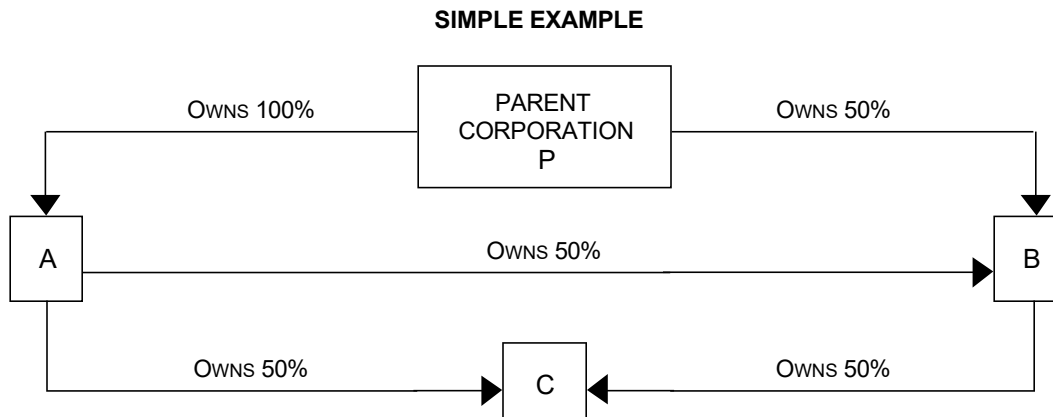 SIMPLE EXAMPLE
OWNS 100%
PARENT
CORPORATION
P
OWNS 50%
A
OWNS 50%
B
OWNS 50%
C
OWNS 50%